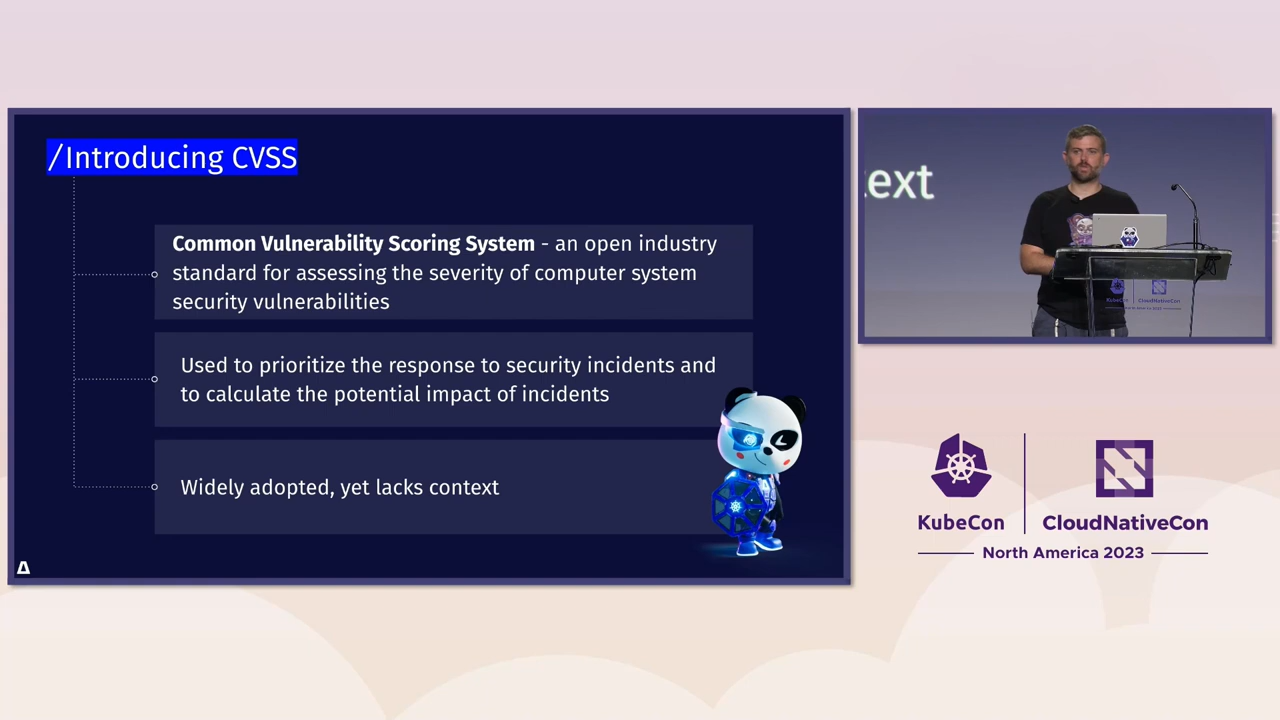 /Introducing CVSS
Common Vulnerability Scoring System - an open industry
standard for assessing the severity of computer system
security vulnerabilities
Used to prioritize the response to security incidents and
to calculate the potential impact of incidents
Widely adopted, yet lacks context
ext
KubeCon
CloudNativeCon
KubeCon
CloudNativeCon
North America 2023